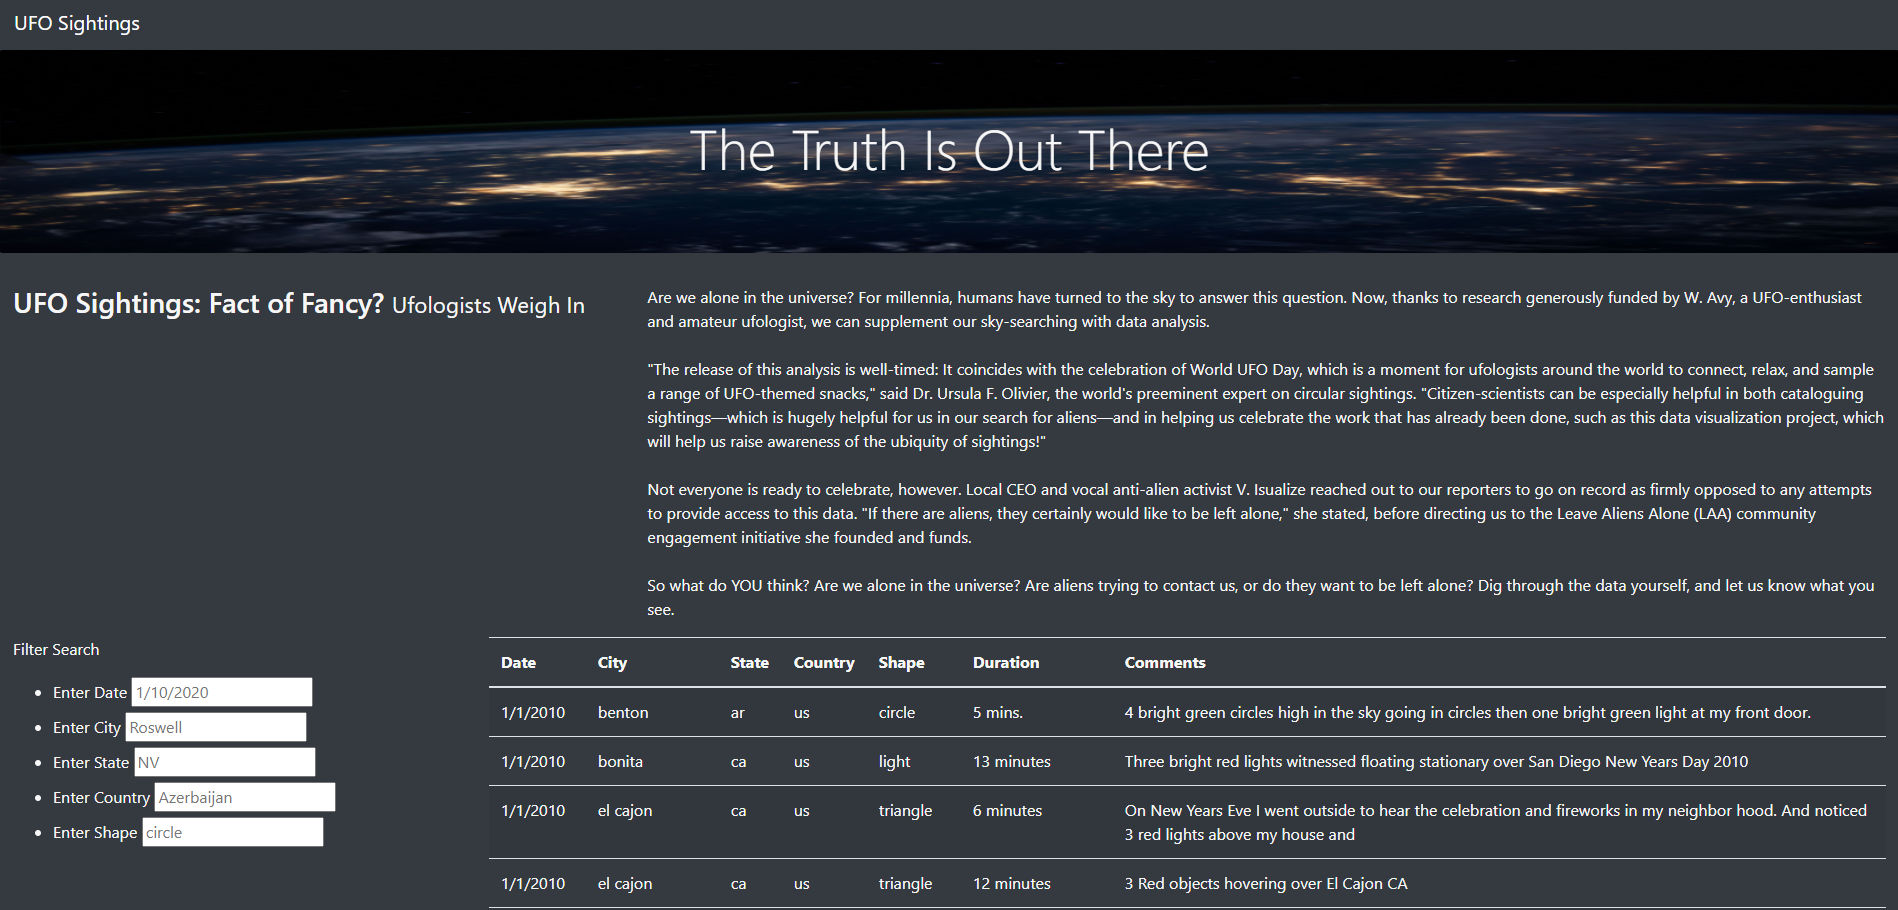 UFO Sightings
The Truth Is Out There
UFO Sightings: Fact of Fancy? Ufologists Weigh In
Are we alone in the universe? For millennia, humans have turned to the sky to answer this question. Now, thanks to research generously funded by W. Avy, a UFO-enthusiast
and amateur ufologist, we can supplement our sky-searching with data analysis.
"The release of this analysis is well-timed: It coincides with the celebration of World UFO Day, which is a moment for ufologists around the world to connect, relax, and sample
a range of UFO-themed snacks," said Dr. Ursula F. Olivier, the world's preeminent expert on circular sightings. "Citizen-scientists can be especially helpful in both cataloguing
sightings—which is hugely helpful for us in our search for aliens—and in helping us celebrate the work that has already been done, such as this data visualization project, which
will help us raise awareness of the ubiquity of sightings!"
Not everyone is ready to celebrate, however. Local CEO and vocal anti-alien activist V. Isualize reached out to our reporters to go on record as firmly opposed to any attempts
to provide access to this data. "If there are aliens, they certainly would like to be left alone," she stated, before directing us to the Leave Aliens Alone (LAA) community
engagement initiative she founded and funds.
So what do YOU think? Are we alone in the universe? Are aliens trying to contact us, or do they want to be left alone? Dig through the data yourself, and let us know what you
see.
Filter Search
Enter Date 1/10/2020
Enter City Roswell
Enter State NV
Enter Country Azerbaijan
Enter Shape circle
Date City State Country Shape Duration Comments
1/1/2010 benton ar us circle 5 mins. 4 bright green circles high in the sky going in circles then one bright green light at my front door.
1/1/2010 bonita ca us light 13 minutes Three bright red lights witnessed floating stationary over San Diego New Years Day 2010
1/1/2010 el cajon ca us triangle 6 minutes On New Years Eve I went outside to hear the celebration and fireworks in my neighbor hood. And noticed
3 red lights above my house and
1/1/2010 el cajon ca us triangle 12 minutes 3 Red objects hovering over El Cajon CA